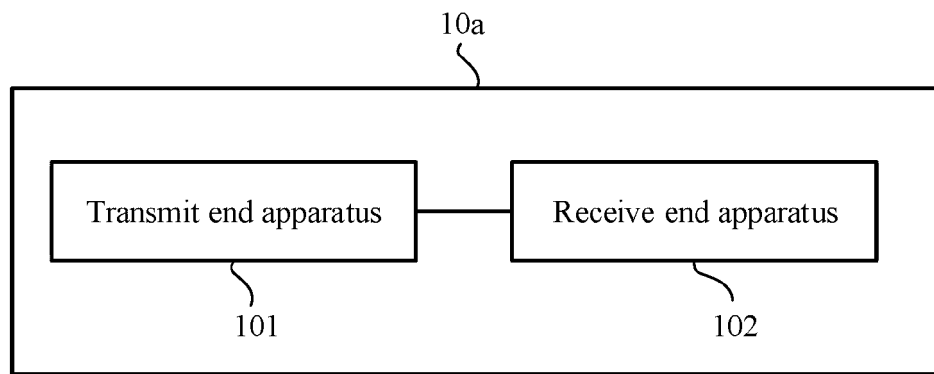 10a
Transmit end apparatus
Receive end apparatus
101
102